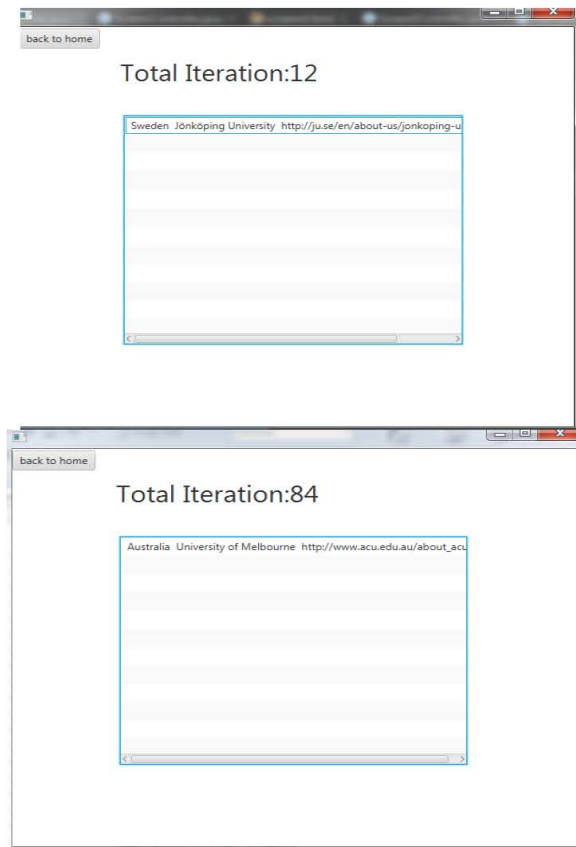 back to home
Total Iteration:12
Sweden Jönköping University http://ju.se/en/about-us/jonkoping-u
back to home
Total Iteration:84
Australia University of Melbourne http://www.acu.edu.au/about_acu